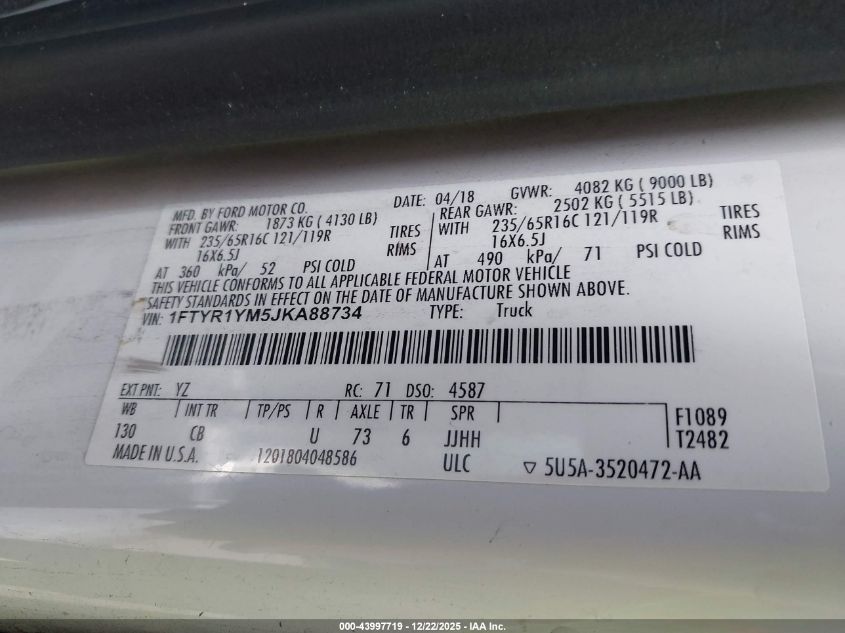 MFD. BY FORD MOTOR CO. DATE: 04/18 GVWR: 4082 KG ( 9000 LB)
FRONT GAWR: 1873 KG ( 4130 LB) REAR GAWR: 2502 KG ( 5515 LB)
WITH 235/65R16C 121/119R TIRES WITH 235/65R16C 121/119R TIRES
16X6.5J RIMS 16X6.5J RIMS
AT 360 kPa/ 52 PSI COLD AT 490 kPa/ 71 PSI COLD
THIS VEHICLE CONFORMS TO ALL APPLICABLE FEDERAL MOTOR VEHICLE
SAFETY STANDARDS IN EFFECT ON THE DATE OF MANUFACTURE SHOWN ABOVE.
VIN: 1FTYR1YM5JKA88734 TYPE: Truck
EXT PNT: YZ RC: 71 DSO: 4587
WB INT TR TP/PS R AXLE TR SPR F1089
130 CB U 73 6 JJHH T2482
MADE IN U.S.A. 1201804048586 ULC ▽ 5U5A-3520472-AA
000-43997719 - 12/22/2025 - IAA Inc.